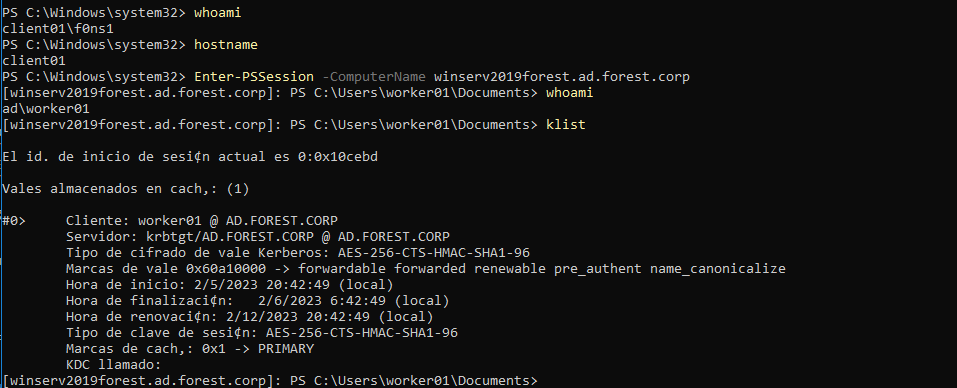 PS C:\Windows\system32> whoami
client01\f0ns1
PS C:\Windows\system32> hostname
client01
PS C:\Windows\system32> Enter-PSSession -ComputerName winserv2019forest.ad.forest.corp
[winserv2019forest.ad.forest.corp]: PS C:\Users\worker01\Documents> whoami
ad\worker01
[winserv2019forest.ad.forest.corp]: PS C:\Users\worker01\Documents> klist
El id. de inicio de sesi¢n actual es 0:0x10cebd
Vales almacenados en cach‚: (1)
#0>     Cliente: worker01 @ AD.FOREST.CORP
Servidor: krbtgt/AD.FOREST.CORP @ AD.FOREST.CORP
Tipo de cifrado de vale Kerberos: AES-256-CTS-HMAC-SHA1-96
Marcas de vale 0x60a10000 -> forwardable forwarded renewable pre_authent name_canonicalize
Hora de inicio: 2/5/2023 20:42:49 (local)
Hora de finalizaci¢n:   2/6/2023 6:42:49 (local)
Hora de renovaci¢n: 2/12/2023 20:42:49 (local)
Tipo de clave de sesi¢n: AES-256-CTS-HMAC-SHA1-96
Marcas de cach‚: 0x1 -> PRIMARY
KDC llamado:
[winserv2019forest.ad.forest.corp]: PS C:\Users\worker01\Documents>